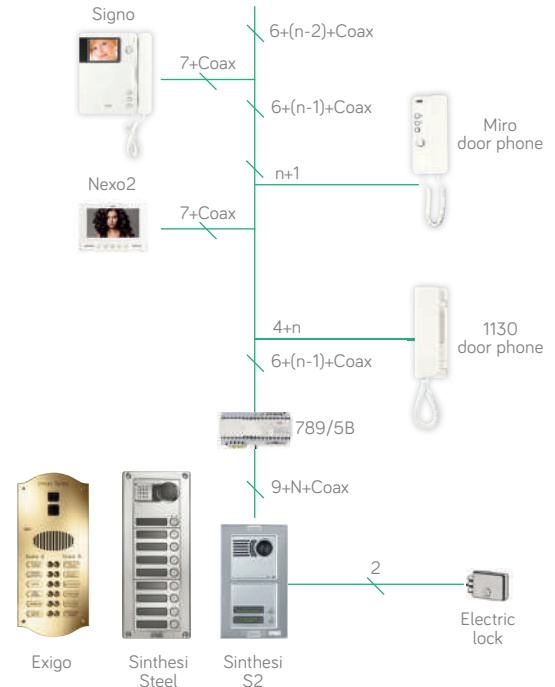 Signo
6+(n-2)+Coax
7+Coax
6+(n-1)+Coax
Mìro
door phone
n+1
Nexo2
7+Coax
4+n
1130
door phone
6+(n-1)+Coax
789/5B
9+N+Coax
2
Electric
lock
Exigo
Sinthesi
Steel
Sinthesi
S2